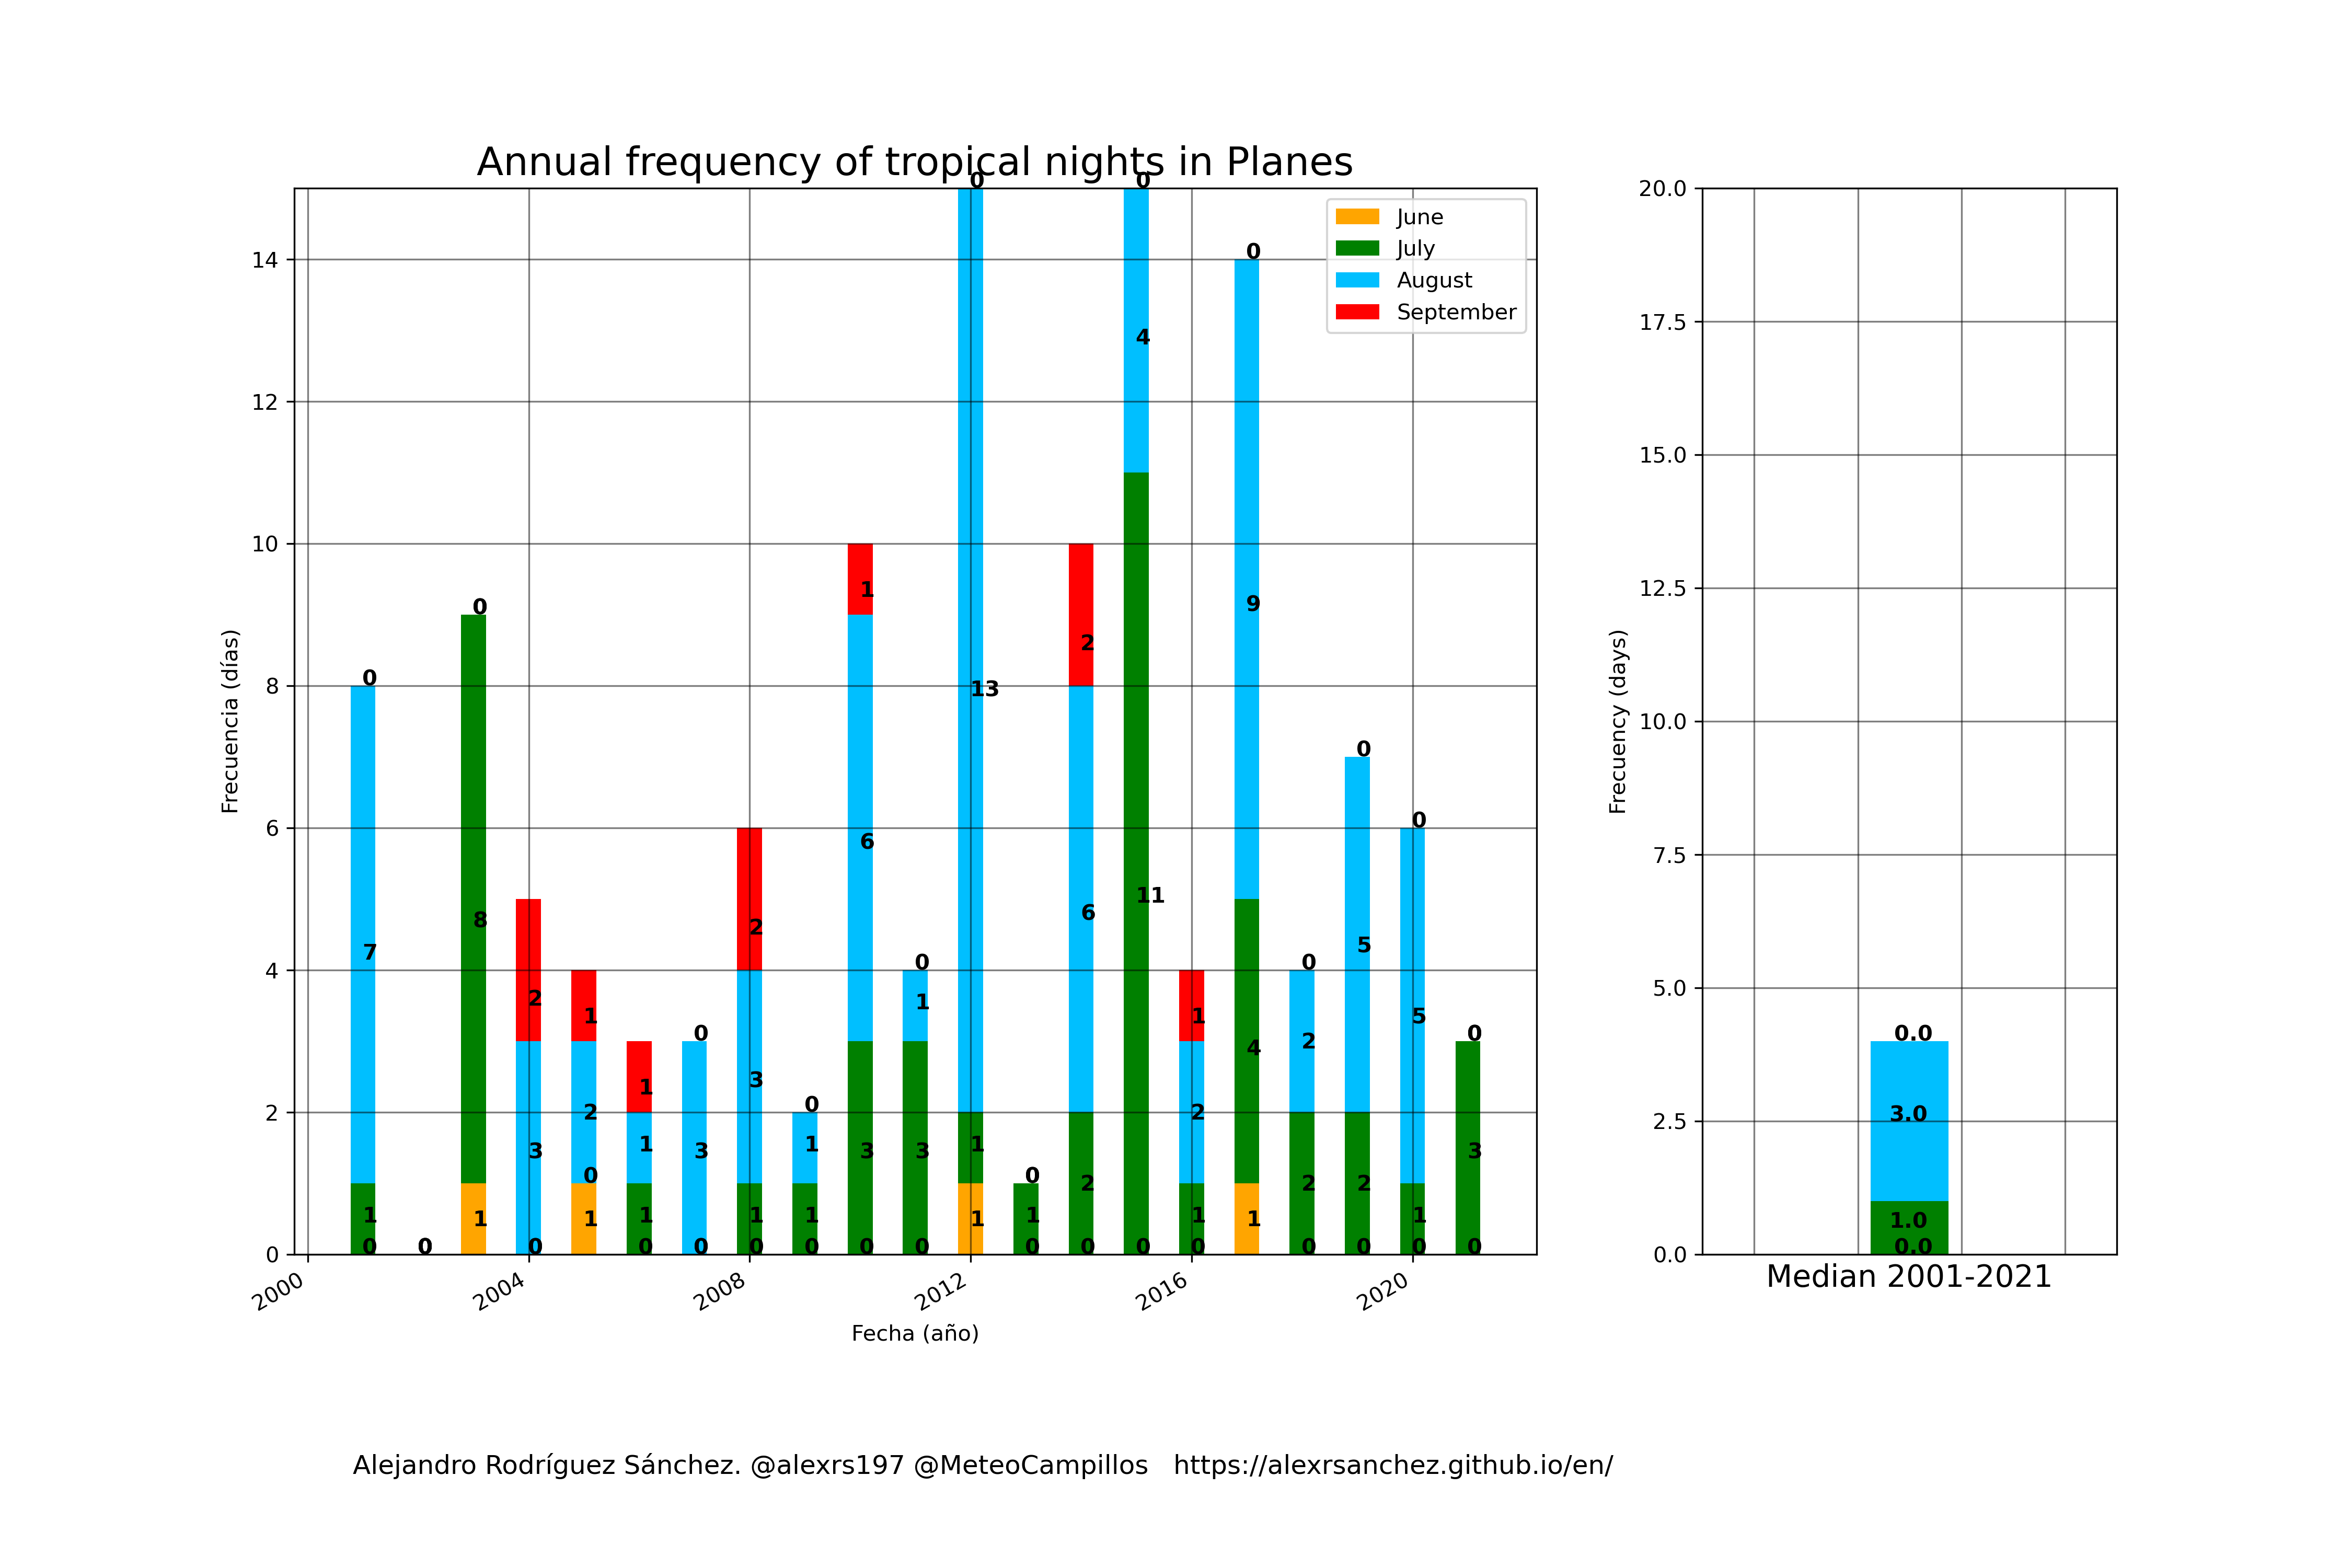 Annual frequency of tropical nights in Planes
June
July
August
September
Frecuencia (días)
14
12
10
8
6
4
2
0
0 0 0
4
0 13 9
1 2
0 0
8 6 6 11 0
7 2 2 0 5 0
2 1 1 3 0 1 1 4 2 5 0
3 2 1 3 1 0 3 3 1 2 2 2 2 3
1 0 1 1 1 1 0 1 1 1
0 0 1 0 1 0 0 0 0 0 0 1 0 0 0 0 1 0 0 0 0
2000 2004 2008 2012 2016 2020
Fecha (año)
Frecuency (days)
20.0
17.5
15.0
12.5
10.0
7.5
5.0
2.5
0.0
0.0
3.0
1.0
0.0
Median 2001-2021
Alejandro Rodríguez Sánchez. @alexrs197 @MeteoCampillos https://alexrsanchez.github.io/en/